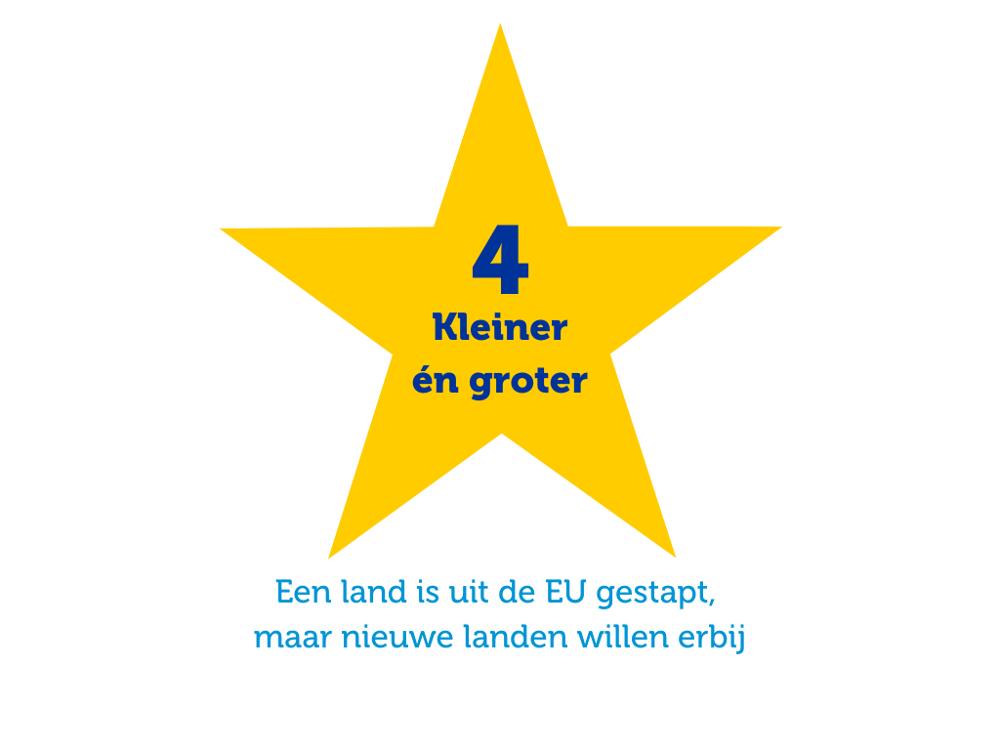 4
Kleiner
én groter
Een land is uit de EU gestapt,
maar nieuwe landen willen erbij